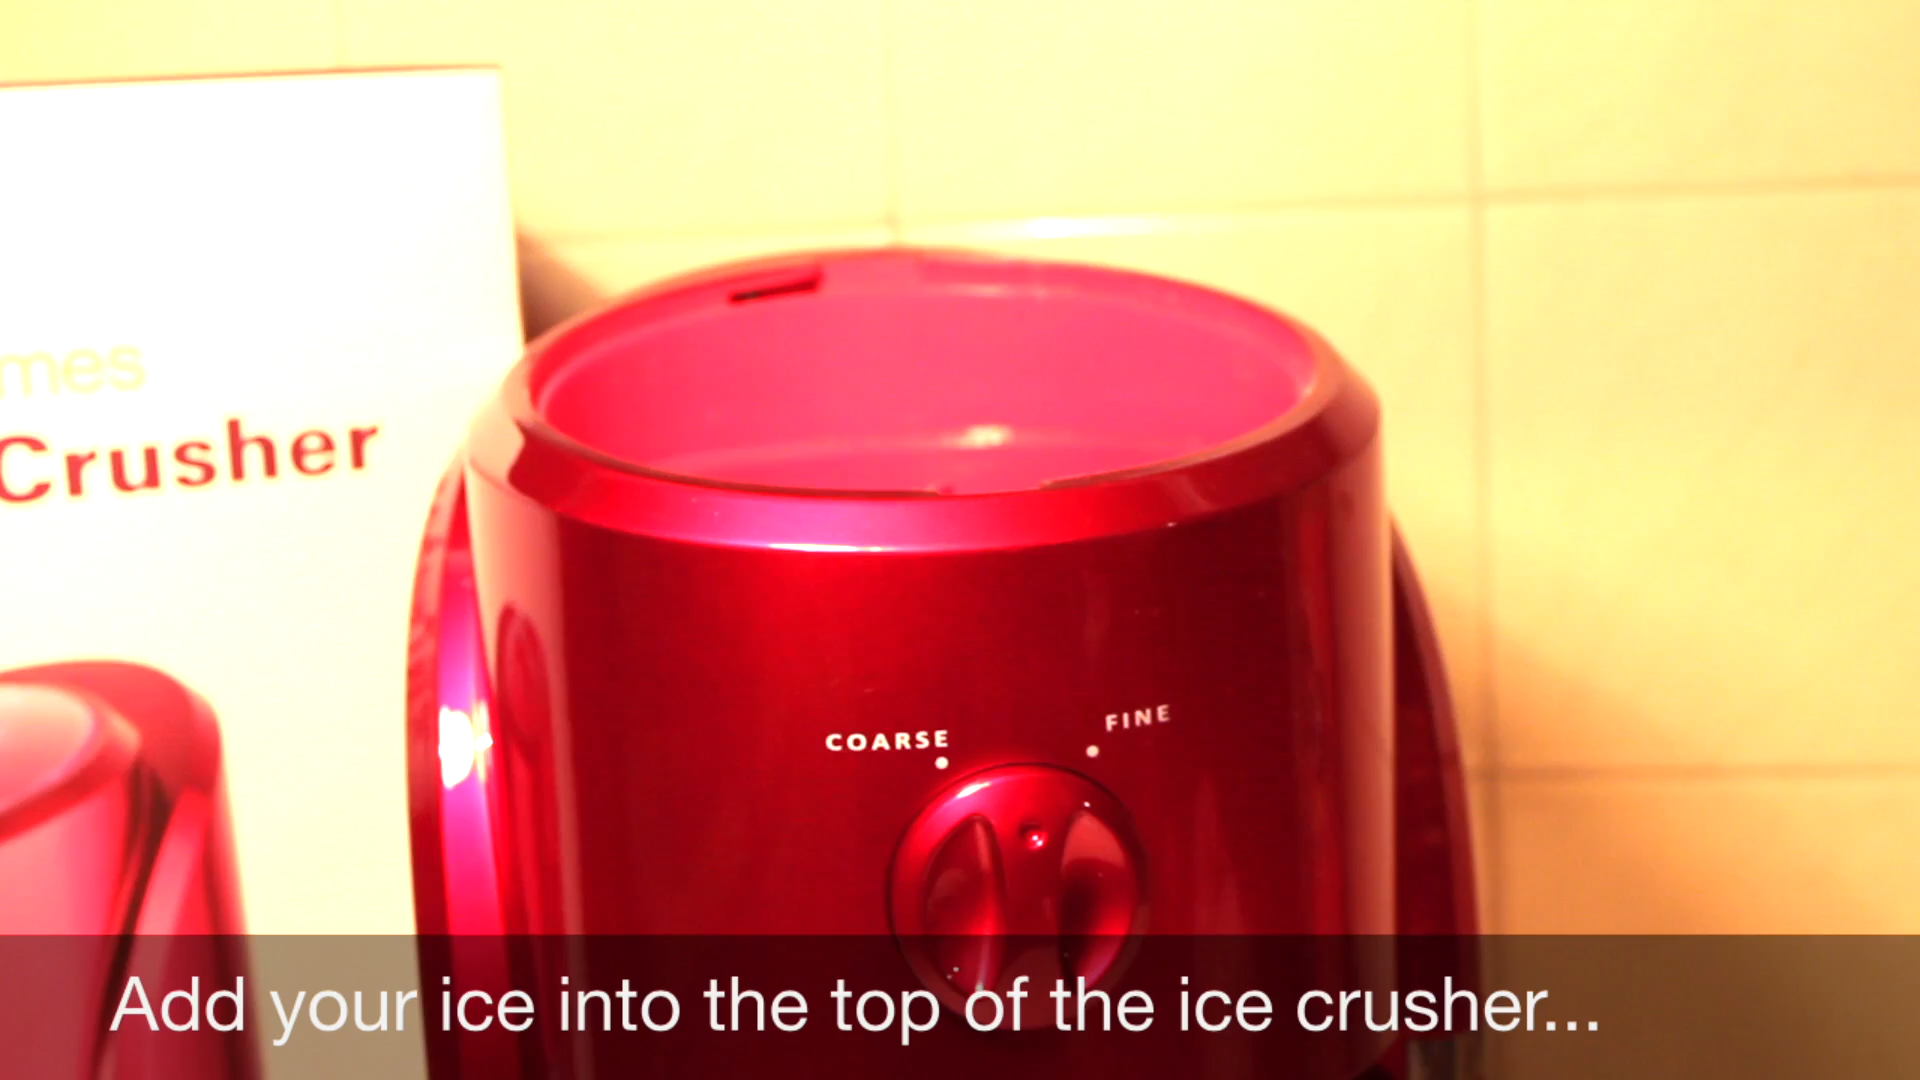 mes
Crusher
COARSE
FINE
Add your ice into the top of the ice crusher...